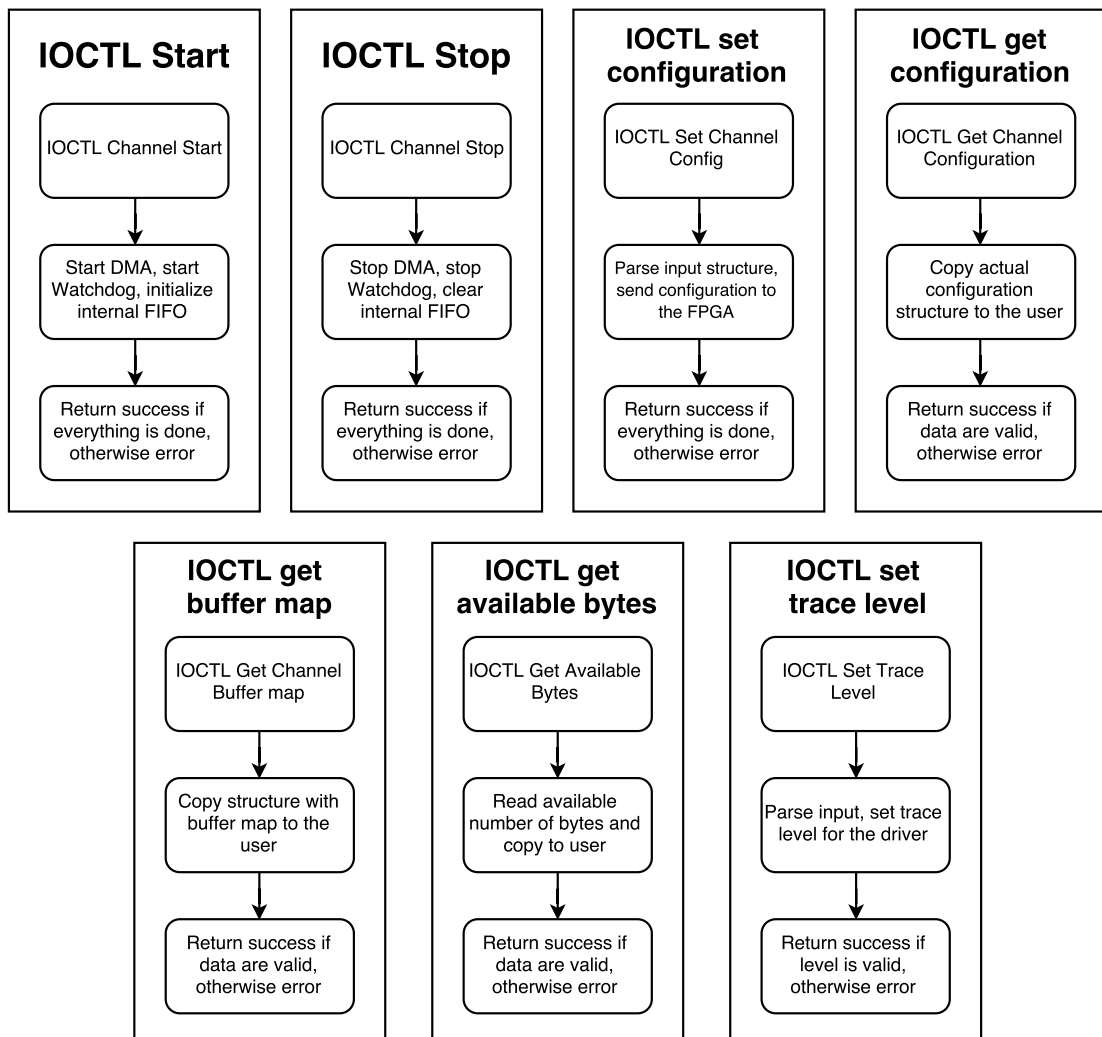 IOCTL Start
IOCTL Channel Start
Start DMA, start
Watchdog, initialize
internal FIFO
Return success if
everything is done,
otherwise error
IOCTL Stop
IOCTL Channel Stop
Stop DMA, stop
Watchdog, clear
internal FIFO
Return success if
everything is done,
otherwise error
IOCTL set
configuration
IOCTL Set Channel
Config
Parse input structure,
send configuration to
the FPGA
Return success if
everything is done,
otherwise error
IOCTL get
configuration
IOCTL Get Channel
Configuration
Copy actual
configuration
structure to the user
Return success if
data are valid,
otherwise error
IOCTL get
buffer map
IOCTL Get Channel
Buffer map
Copy structure with
buffer map to the
user
Return success if
data are valid,
otherwise error
IOCTL get
available bytes
IOCTL Get Available
Bytes
Read available
number of bytes and
copy to user
Return success if
data are valid,
otherwise error
IOCTL set
trace level
IOCTL Set Trace
Level
Parse input, set trace
level for the driver
Return success if
level is valid,
otherwise error